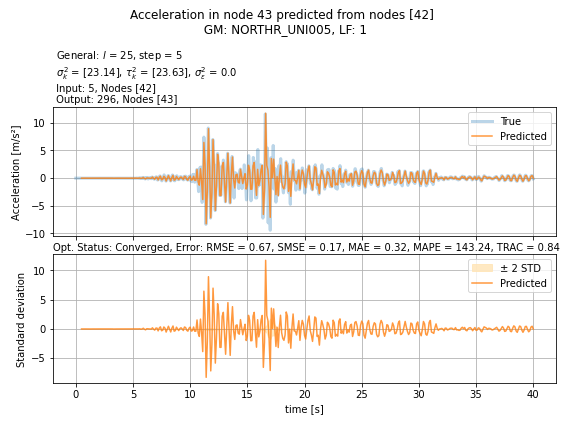 Acceleration in node 43 predicted from nodes [42]
GM: NORTHR_UNI005, LF: 1
General: l = 25, step = 5
σ²ₖ = [23.14], τ²ₖ = [23.63], σ²ε = 0.0
Input: 5, Nodes [42]
Output: 296, Nodes [43]
Acceleration [m/s²]
10
5
0
−5
−10
True
Predicted
Opt. Status: Converged, Error: RMSE = 0.67, SMSE = 0.17, MAE = 0.32, MAPE = 143.24, TRAC = 0.84
Standard deviation
10
5
0
−5
± 2 STD
Predicted
0 5 10 15 20 25 30 35 40
time [s]